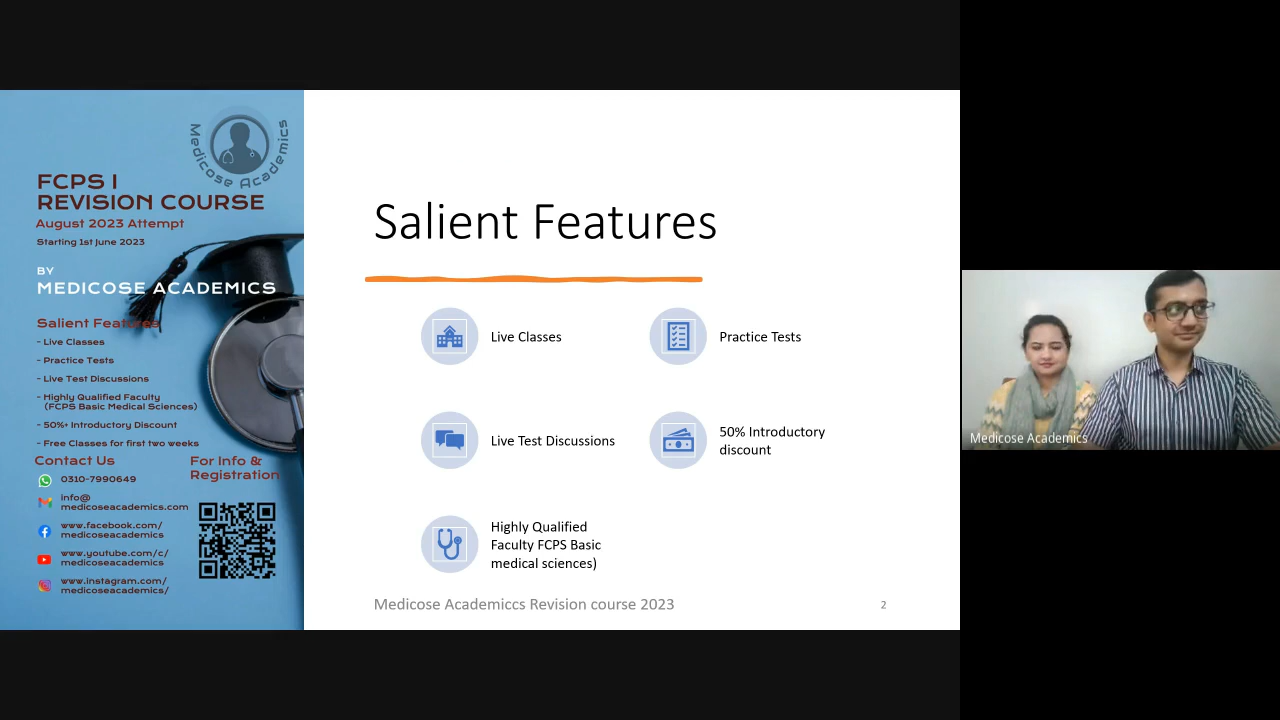 Medicose Academics
FCPS I
REVISION COURSE
August 2023 Attempt
Starting 1st June 2023
BY
MEDICOSE ACADEMICS
Salient Features
- Live Classes
- Practice Tests
- Live Test Discussions
- Highly Qualified Faculty
(FCPS Basic Medical Sciences)
- 50%+ Introductory Discount
- Free Classes for first two weeks
Contact Us
0310-7990649
info@
medicoseacademics.com
www.facebook.com/
medicoseacademics
www.youtube.com/c/
medicoseacademics
www.instagram.com/
medicoseacademics/
For Info &
Registration
Salient Features
Live Classes
Practice Tests
Live Test Discussions
50% Introductory
discount
Highly Qualified
Faculty FCPS Basic
medical sciences)
Medicose Academiccs Revision course 2023
2
Medicose Academics